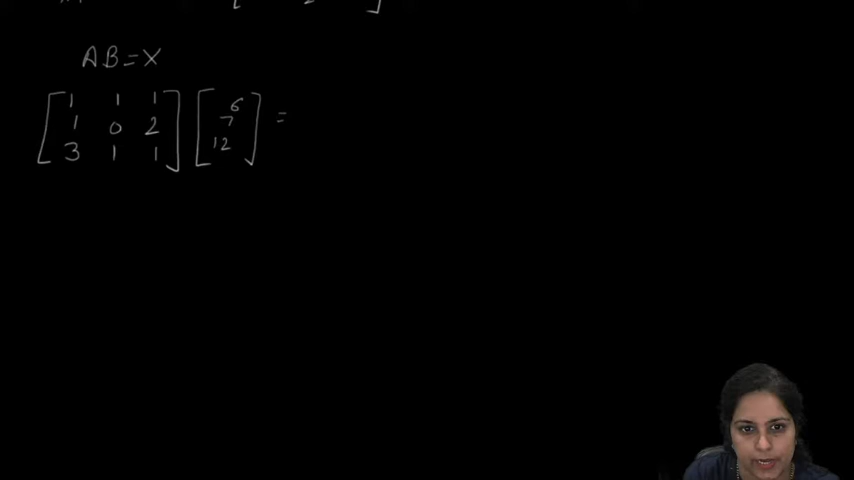 AB = X
[ 1 1 1 ] [ 6 ] =
[ 1 0 2 ] [ 7 ]
[ 3 1 1 ] [ 12 ]